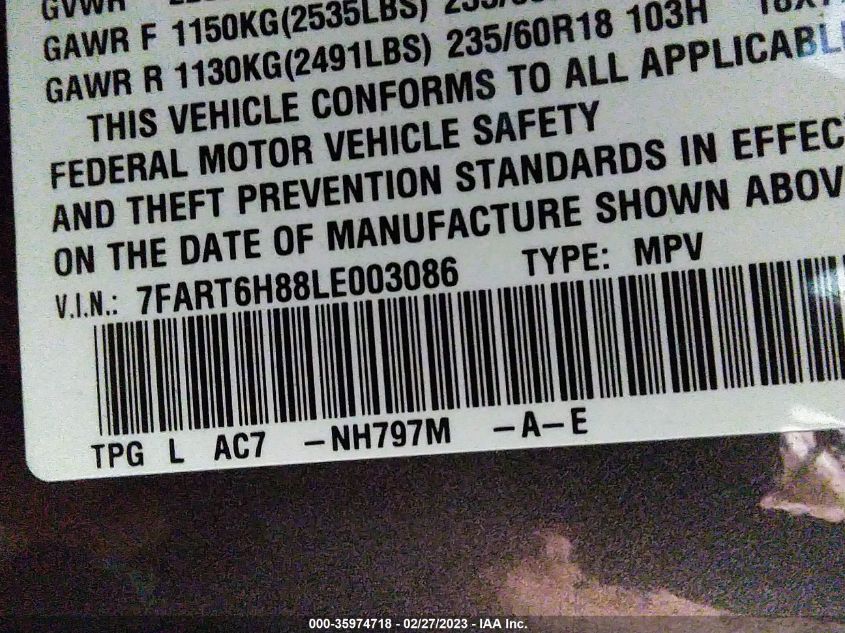 GVWR
GAWR F 1150KG(2535LBS)
GAWR R 1130KG(2491LBS) 235/60R18 103H
THIS VEHICLE CONFORMS TO ALL APPLICABLE
FEDERAL MOTOR VEHICLE SAFETY
AND THEFT PREVENTION STANDARDS IN EFFEC
ON THE DATE OF MANUFACTURE SHOWN ABOV
V.I.N.: 7FART6H88LE003086 TYPE: MPV
TPG L AC7 -NH797M -A-E
000-35974718 - 02/27/2023 - IAA Inc.